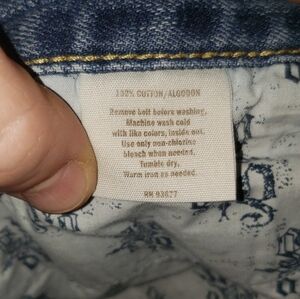 100% COTTON/ALGODON
Remove belt before washing.
Machine wash cold
with like colors, inside out.
Use only non-chlorine
bleach when needed.
Tumble dry,
Warm iron as needed.
RN 93677